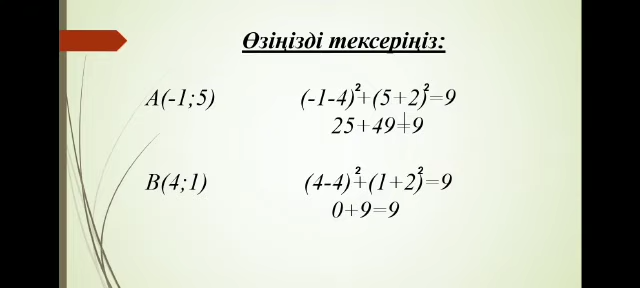 Өзіңізді тексеріңіз:
A(-1;5) (-1-4)²+(5+2)²=9
25+49≠9
B(4;1) (4-4)²+(1+2)²=9
0+9=9